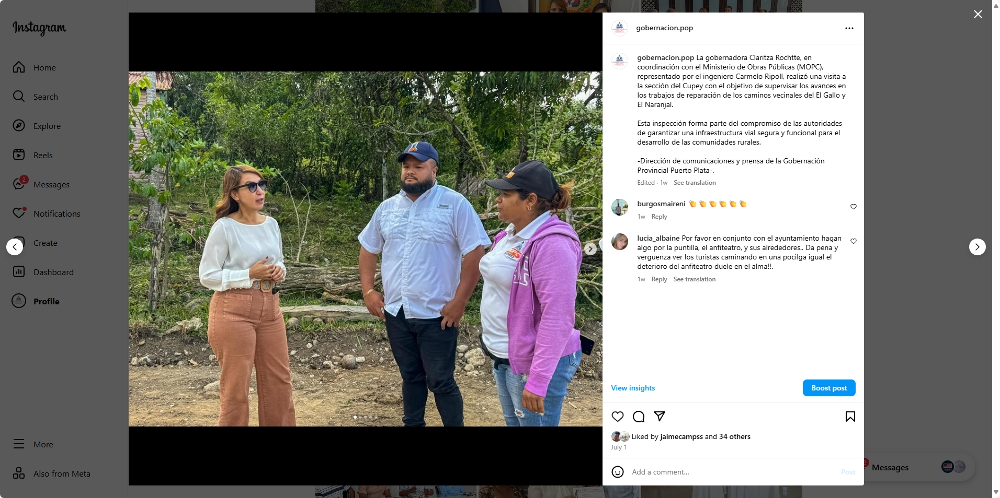 Instagram
Home
Search
Explore
Reels
2
Messages
Notifications
Create
Dashboard
Profile
More
Also from Meta
gobernacion.pop
gobernacion.pop La gobernadora Claritza Rochtte, en
coordinación con el Ministerio de Obras Públicas (MOPC),
representado por el ingeniero Carmelo Ripoll, realizó una visita a
la sección del Cupey con el objetivo de supervisar los avances en
los trabajos de reparación de los caminos vecinales del El Gallo y
El Naranjal.
Esta inspección forma parte del compromiso de las autoridades
de garantizar una infraestructura vial segura y funcional para el
desarrollo de las comunidades rurales.
-Dirección de comunicaciones y prensa de la Gobernación
Provincial Puerto Plata-.
Edited · 1w See translation
burgosmaireni 👏👏👏👏👏👏
1w Reply
lucia_albaine Por favor en conjunto con el ayuntamiento hagan
algo por la puntilla, el anfiteatro, y sus alrededores.. Da pena y
vergüenza ver los turistas caminando en una pocilga igual el
deterioro del anfiteatro duele en el alma!!.
1w Reply See translation
View insights
Boost post
Liked by jaimecampss and 34 others
July 1
Add a comment...
Post
2
Messages